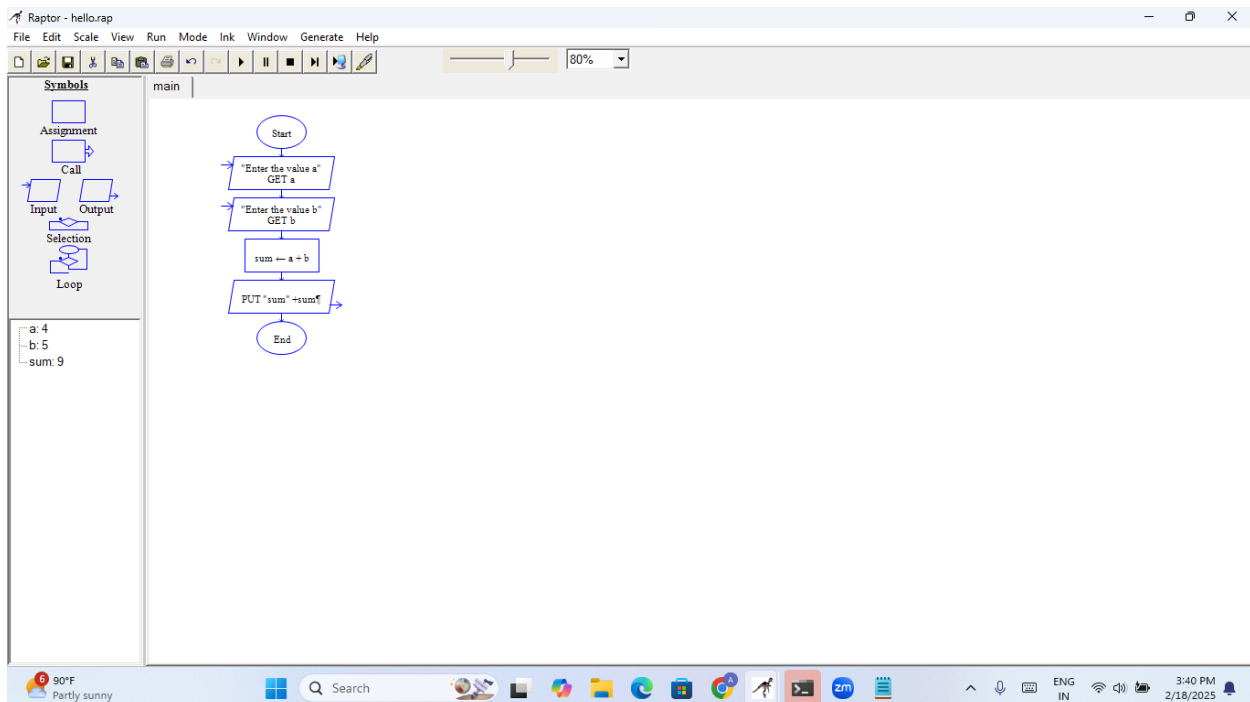 Raptor - hello.rap
File Edit Scale View Run Mode Ink Window Generate Help
80%
Symbols
main
Assignment
Call
Input Output
Selection
Loop
Start
"Enter the value a"
GET a
"Enter the value b"
GET b
sum ← a + b
PUT "sum" +sum¶
End
a: 4
b: 5
sum: 9
6
90°F
Partly sunny
Search
A
zm
ENG
IN
3:40 PM
2/18/2025